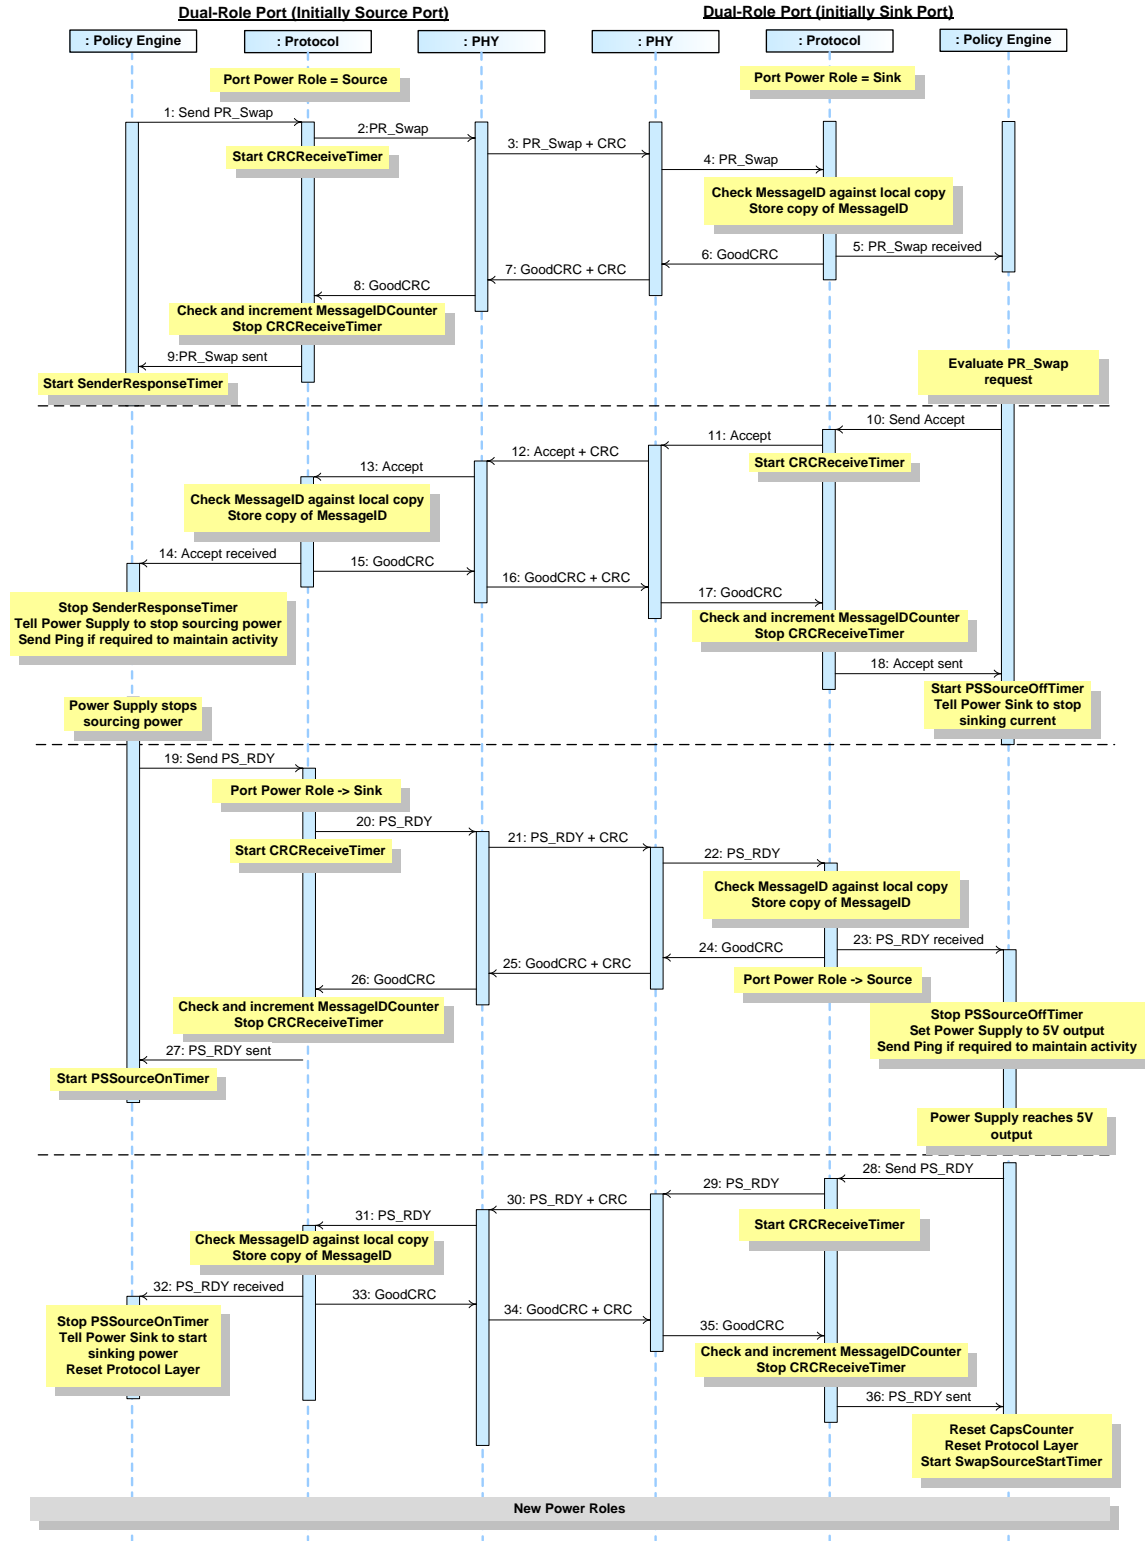 Dual-Role Port (Initially Source Port)
Dual-Role Port (initially Sink Port)
: Policy Engine
: Protocol
: PHY
: PHY
: Protocol
: Policy Engine
Port Power Role = Source
Port Power Role = Sink
1: Send PR_Swap
2:PR_Swap
Start CRCReceiveTimer
3: PR_Swap + CRC
4: PR_Swap
Check MessageID against local copy
Store copy of MessageID
5: PR_Swap received
6: GoodCRC
7: GoodCRC + CRC
8: GoodCRC
Check and increment MessageIDCounter
Stop CRCReceiveTimer
9:PR_Swap sent
Start SenderResponseTimer
Evaluate PR_Swap
request
10: Send Accept
11: Accept
Start CRCReceiveTimer
12: Accept + CRC
13: Accept
Check MessageID against local copy
Store copy of MessageID
14: Accept received
15: GoodCRC
16: GoodCRC + CRC
17: GoodCRC
Stop SenderResponseTimer
Tell Power Supply to stop sourcing power
Send Ping if required to maintain activity
Check and increment MessageIDCounter
Stop CRCReceiveTimer
18: Accept sent
Start PSSourceOffTimer
Tell Power Sink to stop
sinking current
Power Supply stops
sourcing power
19: Send PS_RDY
Port Power Role -> Sink
20: PS_RDY
Start CRCReceiveTimer
21: PS_RDY + CRC
22: PS_RDY
Check MessageID against local copy
Store copy of MessageID
23: PS_RDY received
24: GoodCRC
25: GoodCRC + CRC
26: GoodCRC
Port Power Role -> Source
Check and increment MessageIDCounter
Stop CRCReceiveTimer
Stop PSSourceOffTimer
Set Power Supply to 5V output
Send Ping if required to maintain activity
27: PS_RDY sent
Start PSSourceOnTimer
Power Supply reaches 5V
output
28: Send PS_RDY
29: PS_RDY
Start CRCReceiveTimer
30: PS_RDY + CRC
31: PS_RDY
Check MessageID against local copy
Store copy of MessageID
32: PS_RDY received
33: GoodCRC
34: GoodCRC + CRC
35: GoodCRC
Stop PSSourceOnTimer
Tell Power Sink to start
sinking power
Reset Protocol Layer
Check and increment MessageIDCounter
Stop CRCReceiveTimer
36: PS_RDY sent
Reset CapsCounter
Reset Protocol Layer
Start SwapSourceStartTimer
New Power Roles